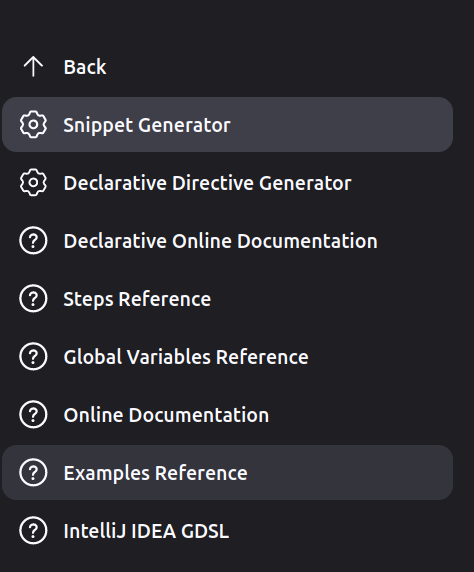 Back
Snippet Generator
Declarative Directive Generator
Declarative Online Documentation
Steps Reference
Global Variables Reference
Online Documentation
Examples Reference
IntelliJ IDEA GDSL